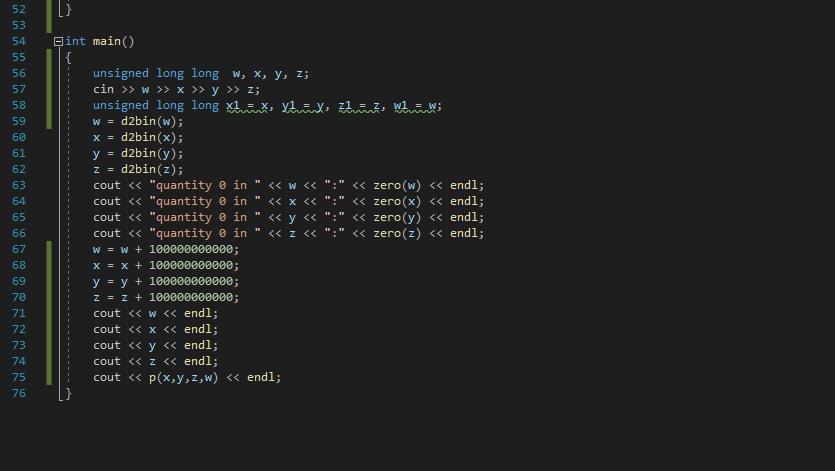 52 }
53
54 int main()
55 {
56 unsigned long long  w, x, y, z;
57 cin >> w >> x >> y >> z;
58 unsigned long long x1 = x, y1 = y, z1 = z, w1 = w;
59 w = d2bin(w);
60 x = d2bin(x);
61 y = d2bin(y);
62 z = d2bin(z);
63 cout << "quantity 0 in " << w << ":" << zero(w) << endl;
64 cout << "quantity 0 in " << x << ":" << zero(x) << endl;
65 cout << "quantity 0 in " << y << ":" << zero(y) << endl;
66 cout << "quantity 0 in " << z << ":" << zero(z) << endl;
67 w = w + 100000000000;
68 x = x + 100000000000;
69 y = y + 100000000000;
70 z = z + 100000000000;
71 cout << w << endl;
72 cout << x << endl;
73 cout << y << endl;
74 cout << z << endl;
75 cout << p(x,y,z,w) << endl;
76 }